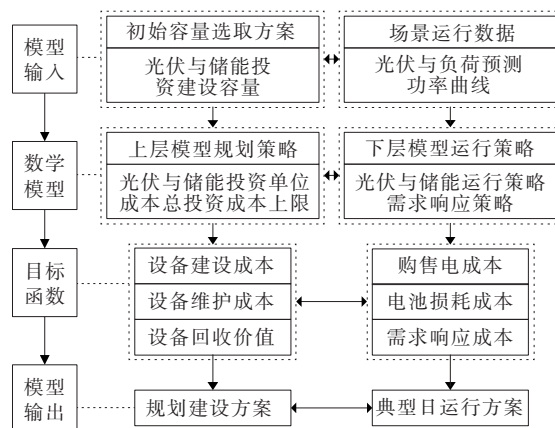 模型
输入
初始容量选取方案
光伏与储能投
资建设容量
场景运行数据
光伏与负荷预测
功率曲线
数学
模型
上层模型规划策略
光伏与储能投资单位
成本总投资成本上限
下层模型运行策略
光伏与储能运行策略
需求响应策略
目标
函数
设备建设成本
设备维护成本
设备回收价值
购售电成本
电池损耗成本
需求响应成本
模型
输出
规划建设方案
典型日运行方案